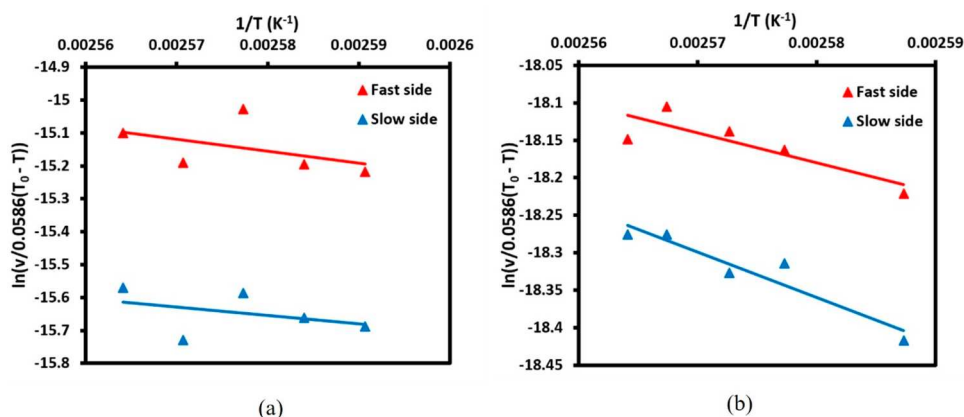 1/T (K⁻¹)
0.00256 0.00257 0.00258 0.00259 0.0026
-14.9
-15
-15.1
-15.2
-15.3
-15.4
-15.5
-15.6
-15.7
-15.8
ln(v/0.0586(T₀ - T))
Fast side
Slow side
(a)
1/T (K⁻¹)
0.00256 0.00257 0.00258 0.00259
-18.05
-18.1
-18.15
-18.2
-18.25
-18.3
-18.35
-18.4
-18.45
ln(v/0.0586(T₀ - T))
Fast side
Slow side
(b)